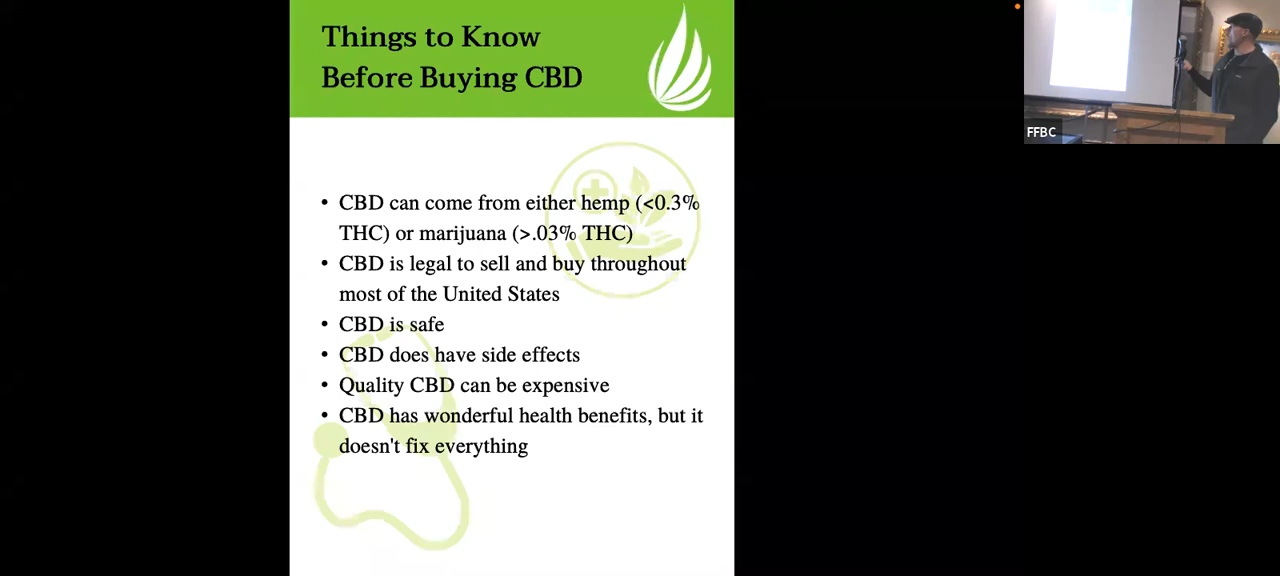 Things to Know
Before Buying CBD
• CBD can come from either hemp (<0.3%
THC) or marijuana (>.03% THC)
• CBD is legal to sell and buy throughout
most of the United States
• CBD is safe
• CBD does have side effects
• Quality CBD can be expensive
• CBD has wonderful health benefits, but it
doesn't fix everything
FFBC